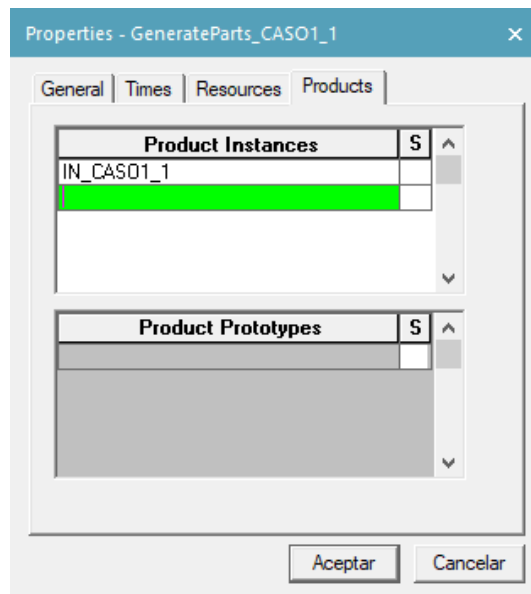 Properties - GenerateParts_CASO1_1
General Times Resources Products
Product Instances S
IN_CASO1_1
Product Prototypes S
Aceptar Cancelar